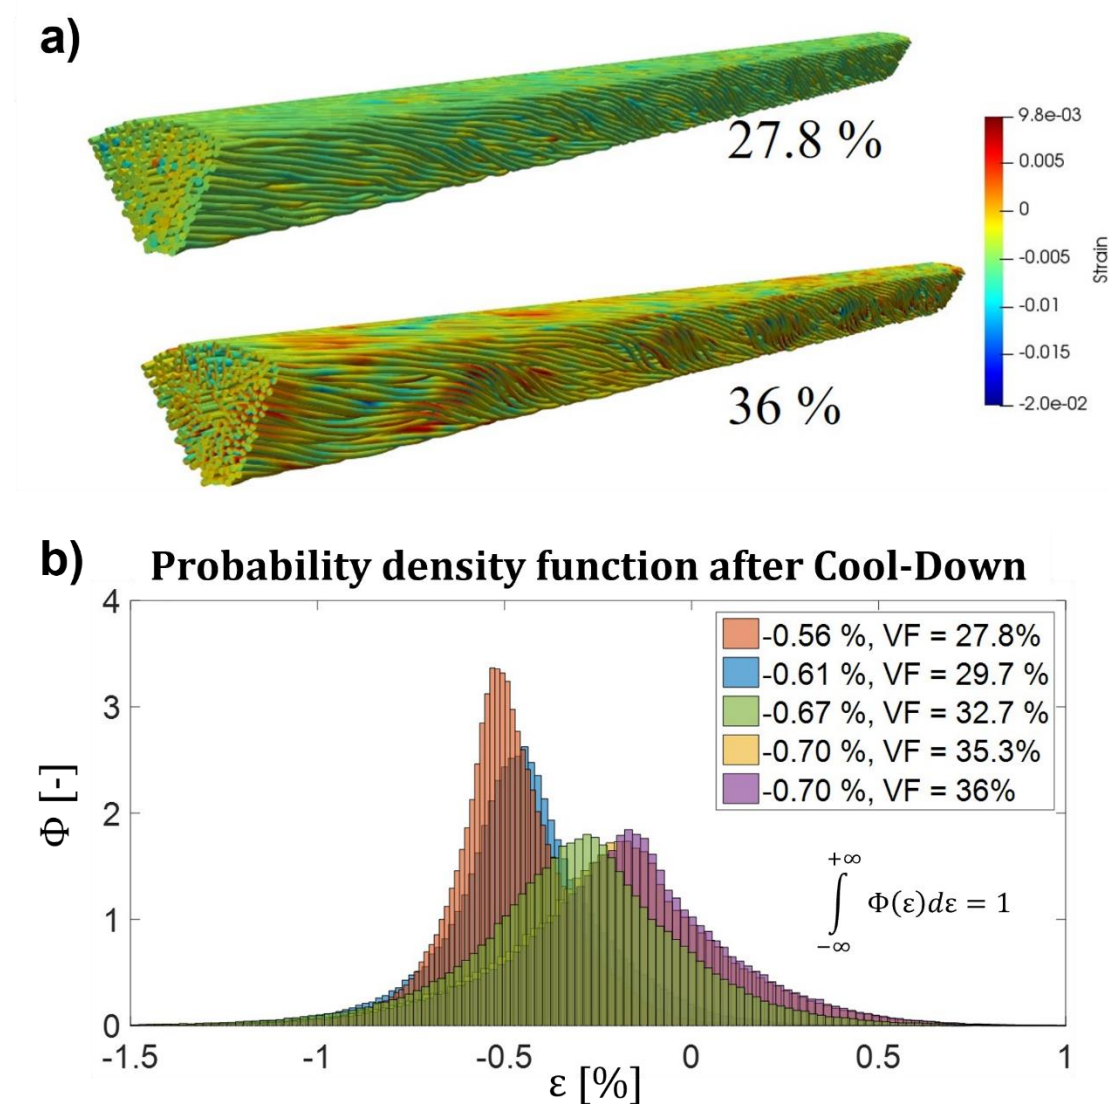 a)
27.8 %
36 %
9.8e-03
0.005
0
-0.005
-0.01
-0.015
-2.0e-02
Strain
b) Probability density function after Cool-Down
4
3
2
1
0
Φ [-]
-0.56 %, VF = 27.8%
-0.61 %, VF = 29.7 %
-0.67 %, VF = 32.7 %
-0.70 %, VF = 35.3%
-0.70 %, VF = 36%
+∞
∫ Φ(ε)dε = 1
−∞
-1.5 -1 -0.5 0 0.5 1
ε [%]